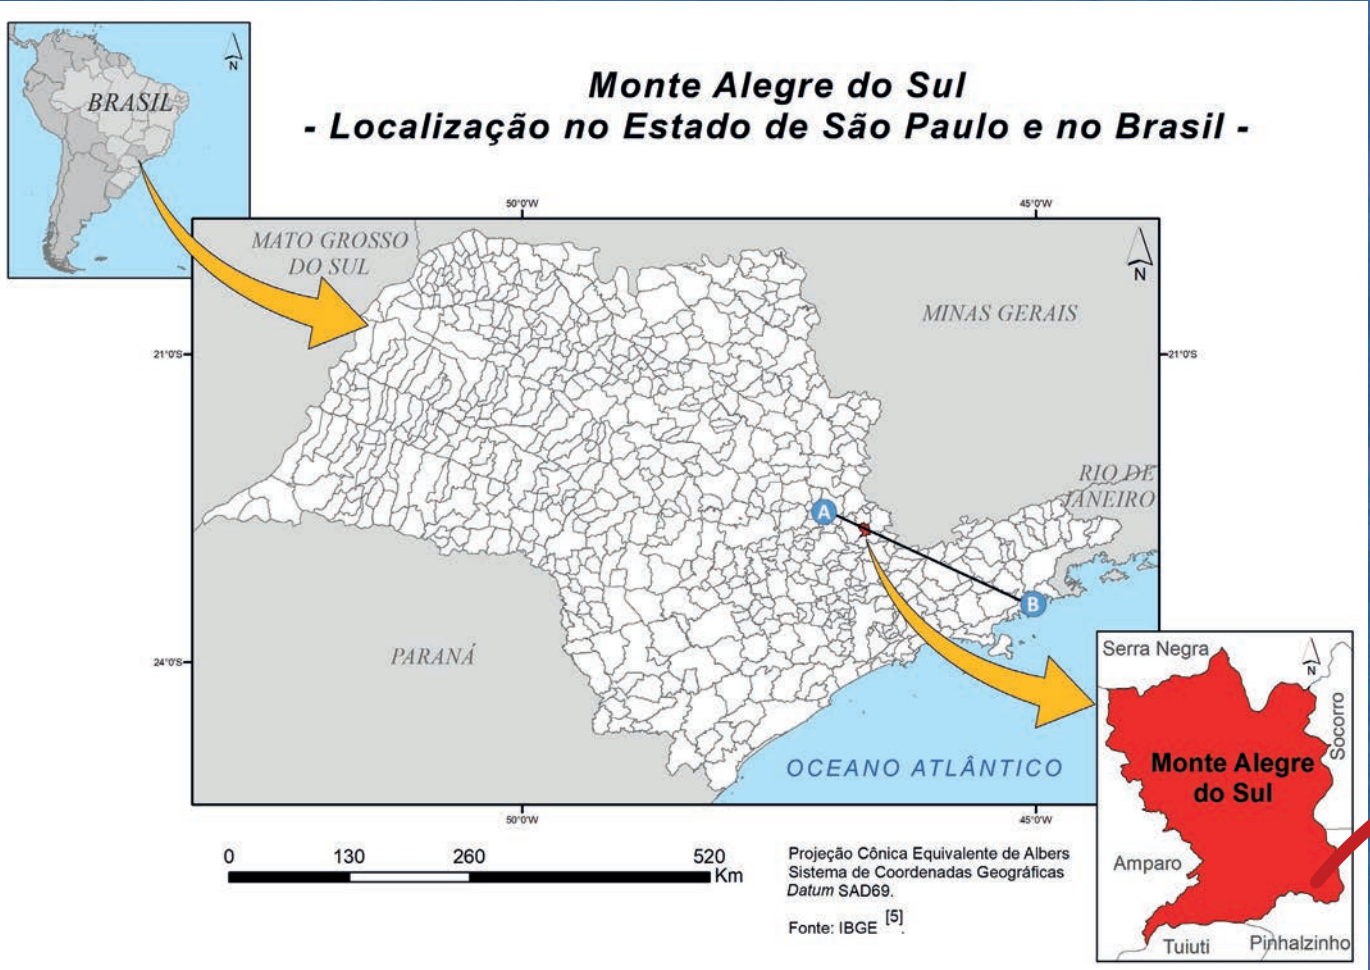 N
BRASIL
Monte Alegre do Sul
- Localização no Estado de São Paulo e no Brasil -
50°0'W
45°0'W
MATO GROSSO
DO SUL
N
MINAS GERAIS
21°0'S
21°0'S
RIO DE
JANEIRO
A
B
PARANÁ
24°0'S
OCEANO ATLÂNTICO
50°0'W
45°0'W
Serra Negra
N
Socorro
Monte Alegre
do Sul
Amparo
Tuiuti
Pinhalzinho
0 130 260 520
Km
Projeção Cônica Equivalente de Albers
Sistema de Coordenadas Geográficas
Datum SAD69.
Fonte: IBGE [5].